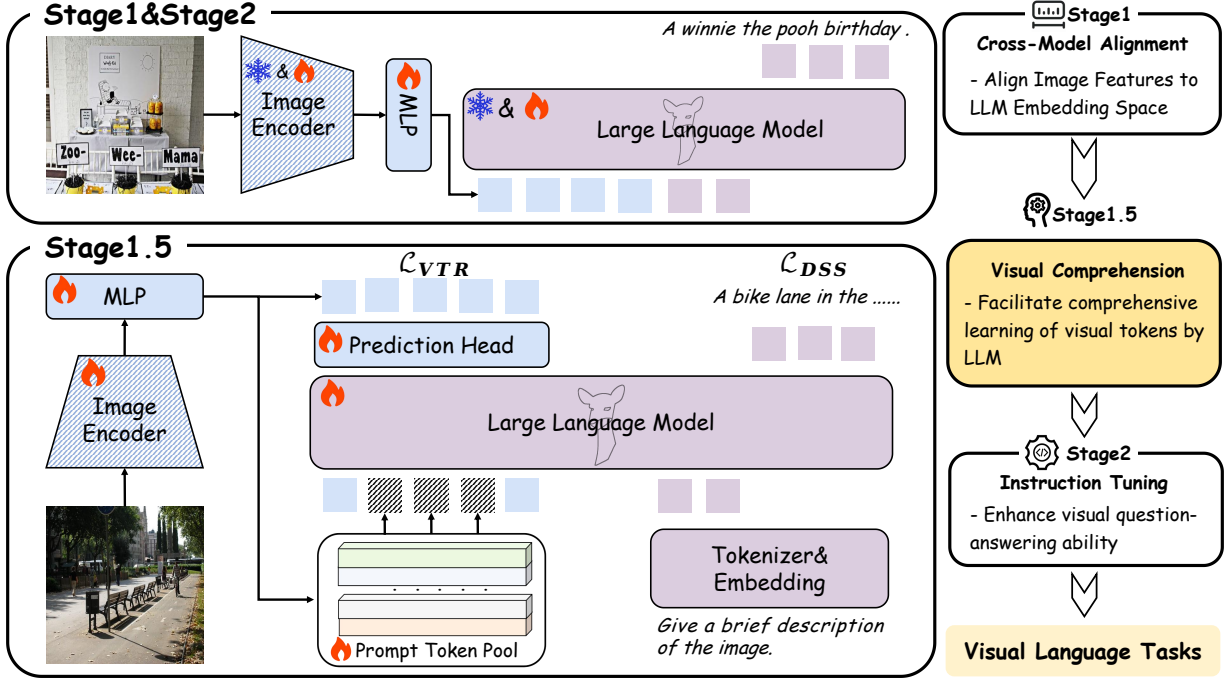 Stage1&Stage2
A winnie the pooh birthday .
Zoo-
Wee-
Mama
&
Image
Encoder
MLP
&
Large Language Model
Stage1.5
MLP
Image
Encoder
ℒVTR
ℒDSS
A bike lane in the ......
Prediction Head
Large Language Model
. . . . .
Prompt Token Pool
Tokenizer&
Embedding
Give a brief description
of the image.
Stage1
Cross-Model Alignment
- Align Image Features to
LLM Embedding Space
Stage1.5
Visual Comprehension
- Facilitate comprehensive
learning of visual tokens by
LLM
Stage2
Instruction Tuning
- Enhance visual question-
answering ability
Visual Language Tasks